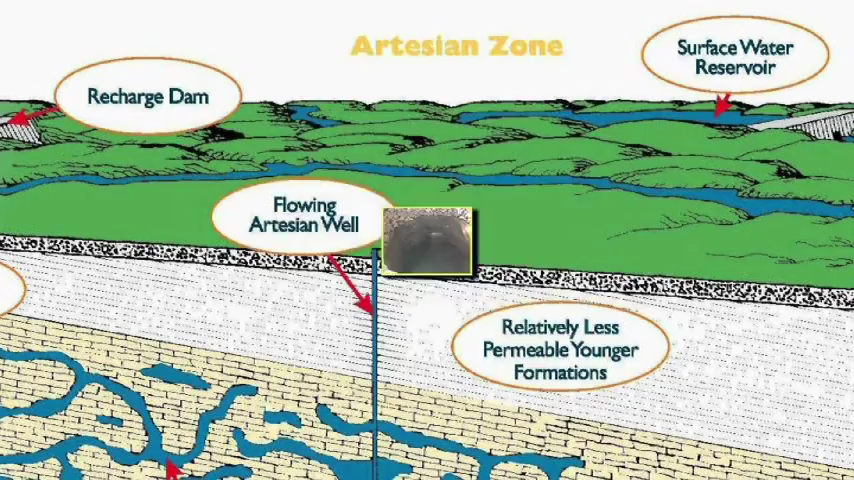 Artesian Zone
Surface Water
Reservoir
Recharge Dam
Flowing
Artesian Well
Relatively Less
Permeable Younger
Formations